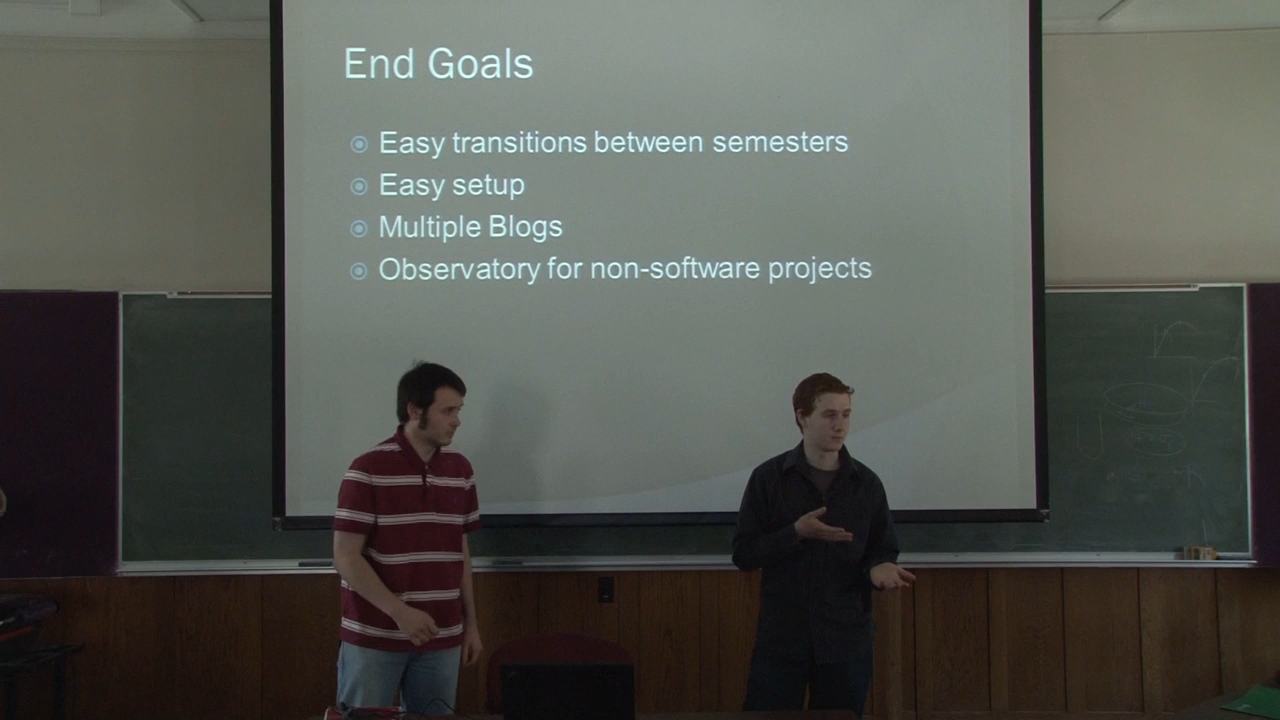 End Goals
Easy transitions between semesters
Easy setup
Multiple Blogs
Observatory for non-software projects